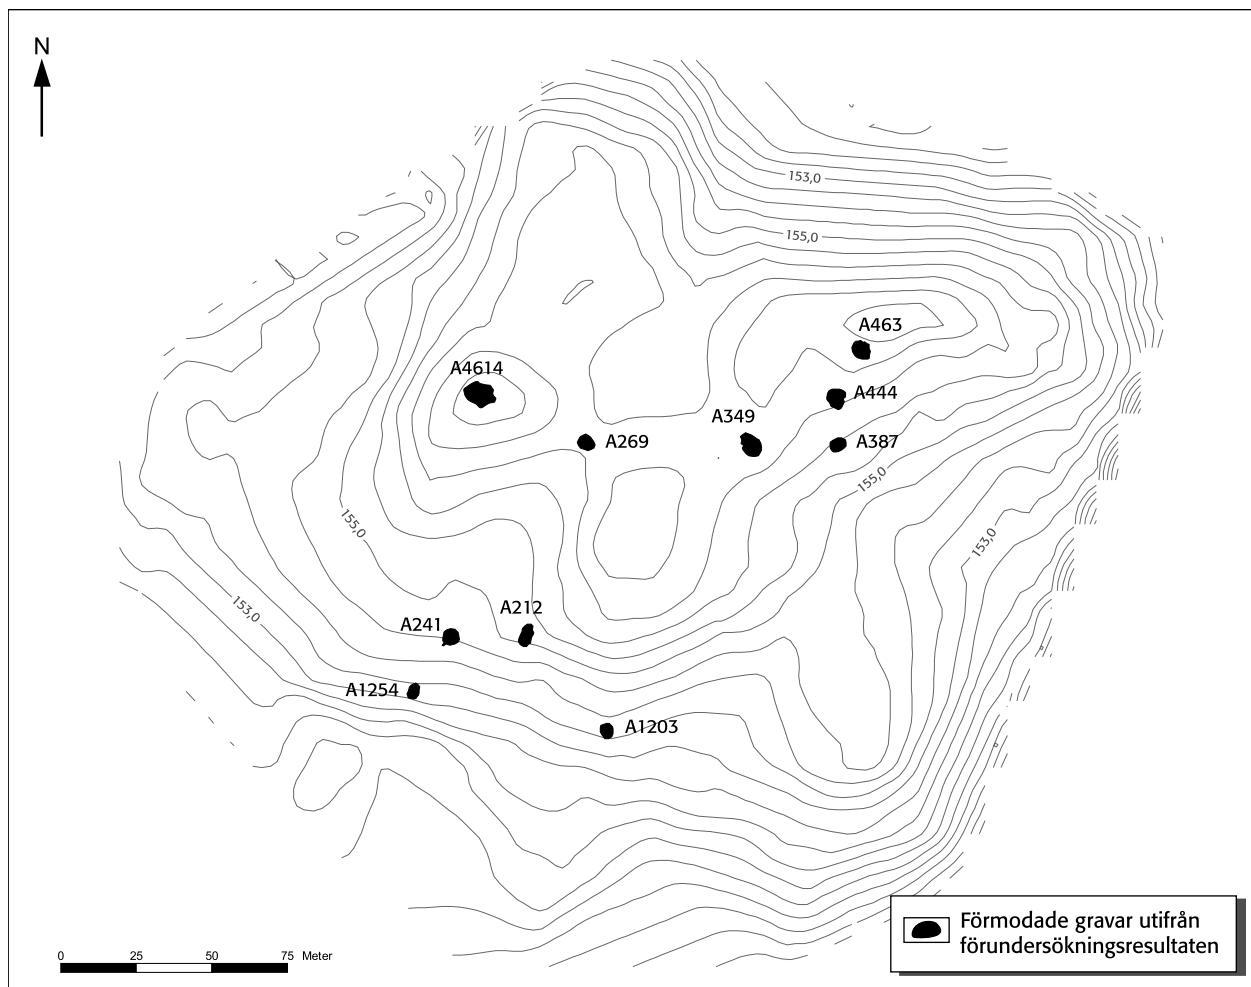 N
153,0
155,0
A463
A4614
A444
A349
A269
A387
155,0
155,0
153,0
153,0
A212
A241
A1254
A1203
Förmodade gravar utifrån
förundersökningsresultaten
0 25 50 75 Meter